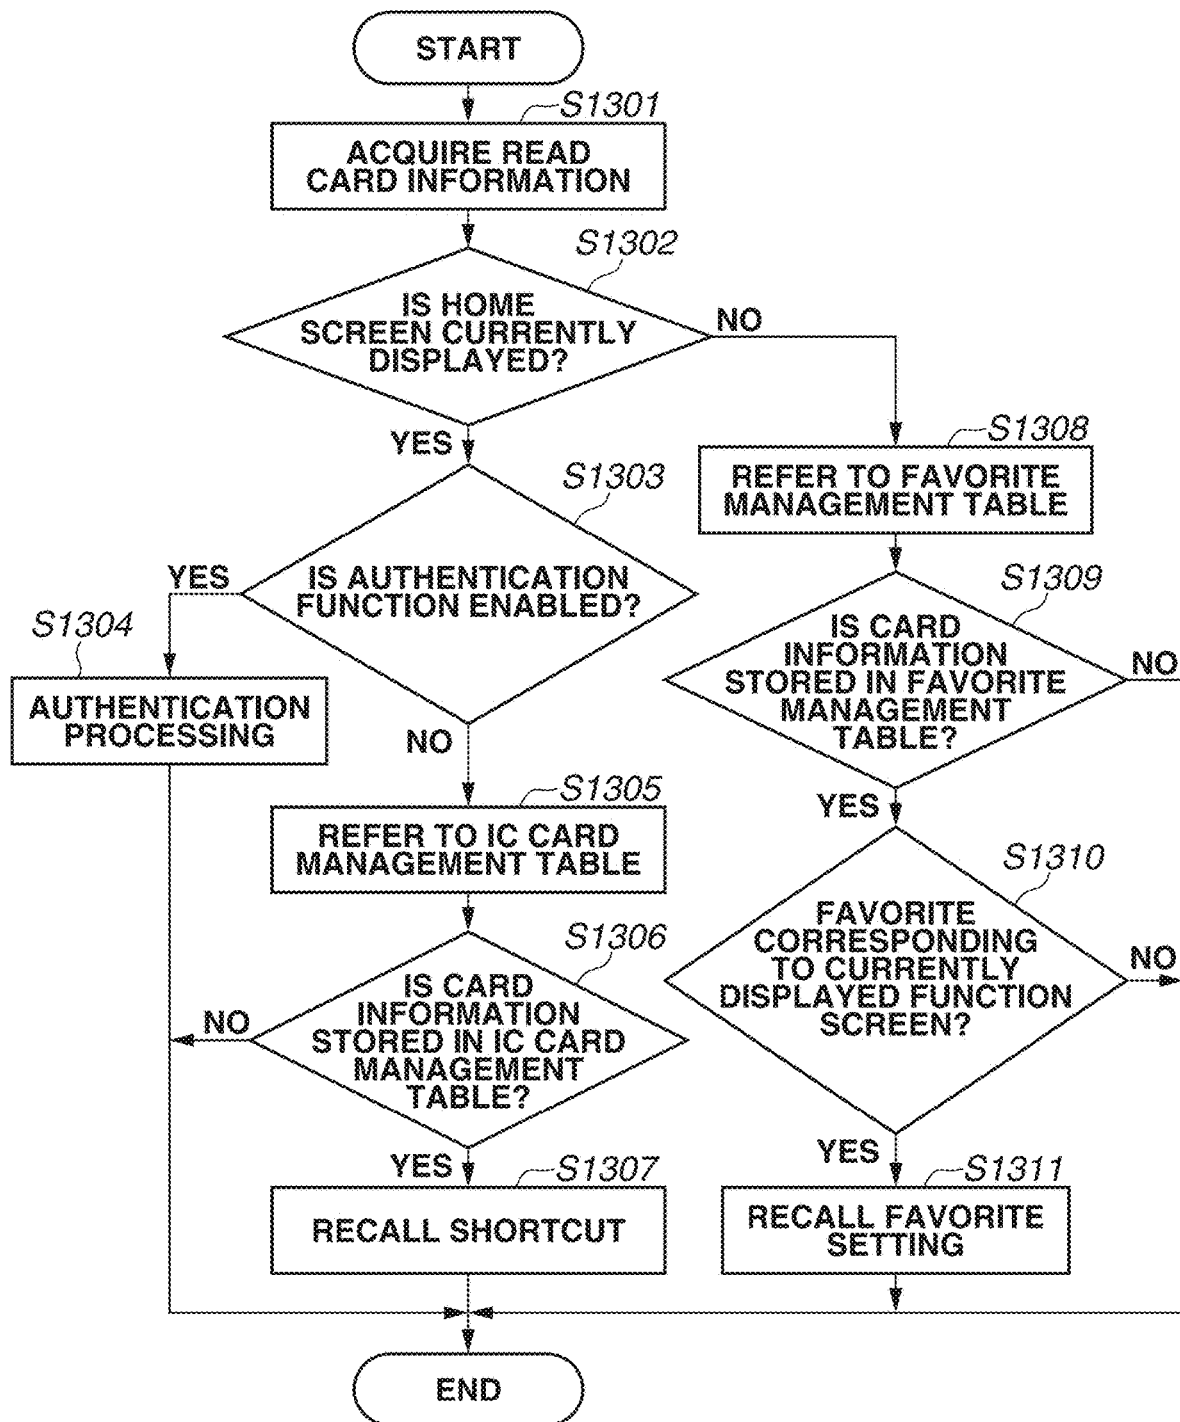 START
S1301
ACQUIRE READ
CARD INFORMATION
S1302
IS HOME
SCREEN CURRENTLY
DISPLAYED?
NO
YES
S1308
REFER TO FAVORITE
MANAGEMENT TABLE
S1303
IS AUTHENTICATION
FUNCTION ENABLED?
YES
S1304
AUTHENTICATION
PROCESSING
NO
S1309
IS CARD
INFORMATION
STORED IN FAVORITE
MANAGEMENT
TABLE?
NO
YES
S1305
REFER TO IC CARD
MANAGEMENT TABLE
S1310
FAVORITE
CORRESPONDING
TO CURRENTLY
DISPLAYED FUNCTION
SCREEN?
NO
YES
S1306
IS CARD
INFORMATION
STORED IN IC CARD
MANAGEMENT
TABLE?
NO
YES
S1307
RECALL SHORTCUT
S1311
RECALL FAVORITE
SETTING
END